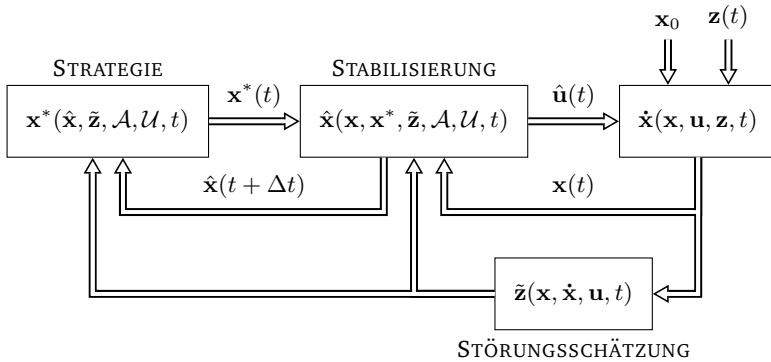 x₀ z(t)
STRATEGIE STABILISIERUNG
x*(t) û(t)
x*(x̂, z̃, 𝒜, 𝒰, t) x̂(x, x*, z̃, 𝒜, 𝒰, t) ẋ(x, u, z, t)
x̂(t + Δt) x(t)
z̃(x, ẋ, u, t)
STÖRUNGSSCHÄTZUNG